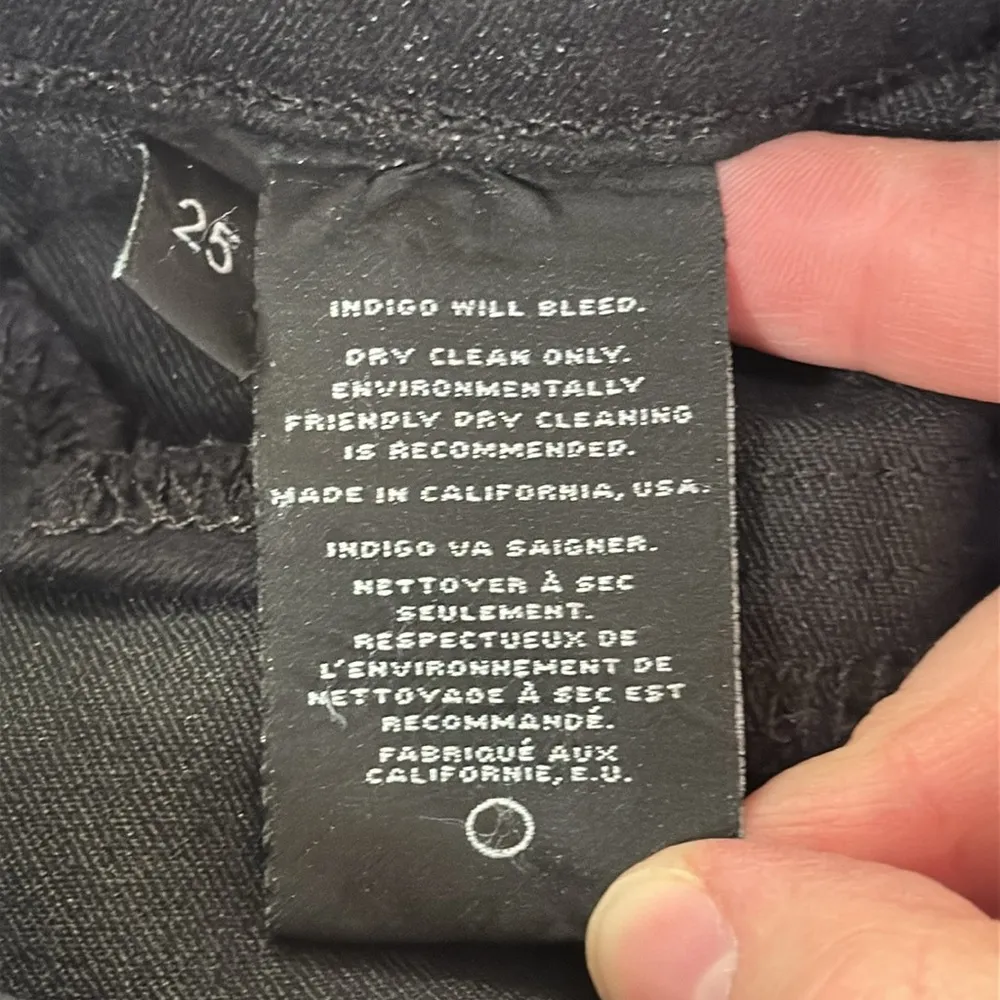 25
INDIGO WILL BLEED.
DRY CLEAN ONLY.
ENVIRONMENTALLY
FRIENDLY DRY CLEANING
IS RECOMMENDED.
MADE IN CALIFORNIA, USA.
INDIGO VA SAIGNER.
NETTOYER À SEC
SEULEMENT.
RESPECTUEUX DE
L'ENVIRONNEMENT DE
NETTOYAGE À SEC EST
RECOMMANDÉ.
FABRIQUÉ AUX
CALIFORNIE, E.U.